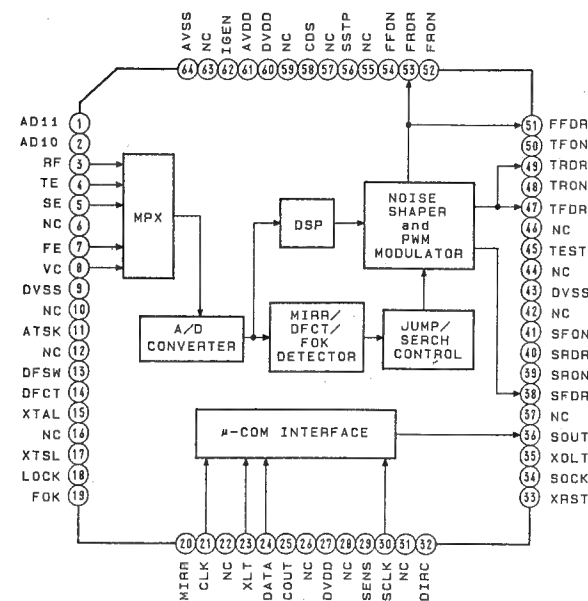 AVSS NC IGEN AVDD DVDD NC CDS NC SSTP NC FFON FRDR FRON
64 63 62 61 60 59 58 57 56 55 54 53 52
AD11 1
AD10 2
RF 3
TE 4
SE 5
NC 6
FE 7
VC 8
DVSS 9
NC 10
ATSK 11
NC 12
DFSW 13
DFCT 14
XTAL 15
NC 16
XTSL 17
LOCK 18
FOK 19
MPX
DSP
NOISE
SHAPER
and
PWM
MODULATOR
A/D
CONVERTER
MIRR/
DFCT/
FOK
DETECTOR
JUMP/
SERCH
CONTROL
μ-COM INTERFACE
51 FFDR
50 TFON
49 TRDR
48 TRON
47 TFDR
46 NC
45 TEST
44 NC
43 DVSS
42 NC
41 SFON
40 SRDR
39 SRON
38 SFDR
37 NC
36 SOUT
35 XOLT
34 SOCK
33 XRST
20 21 22 23 24 25 26 27 28 29 30 31 32
MIRR CLK NC XLT DATA COUT NC DVDD NC SENS SCLK NC DIRC